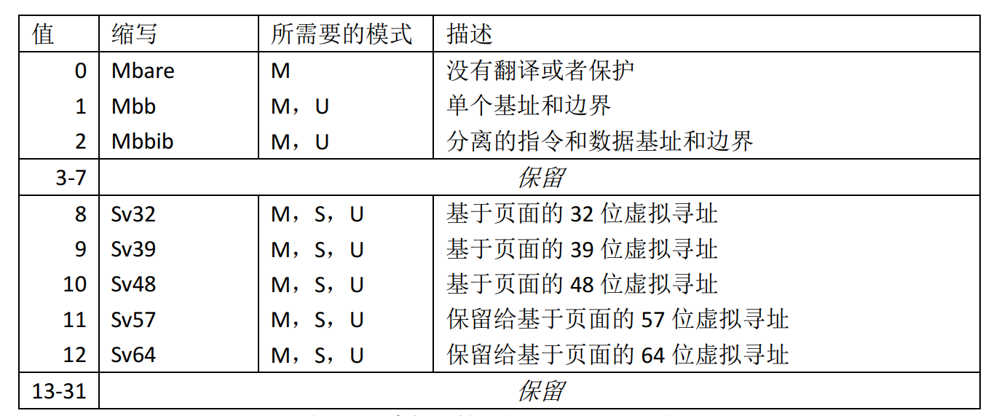 值 缩写 所需要的模式 描述
0 Mbare M 没有翻译或者保护
1 Mbb M，U 单个基址和边界
2 Mbbib M，U 分离的指令和数据基址和边界
3-7 保留
8 Sv32 M，S，U 基于页面的 32 位虚拟寻址
9 Sv39 M，S，U 基于页面的 39 位虚拟寻址
10 Sv48 M，S，U 基于页面的 48 位虚拟寻址
11 Sv57 M，S，U 保留给基于页面的 57 位虚拟寻址
12 Sv64 M，S，U 保留给基于页面的 64 位虚拟寻址
13-31 保留